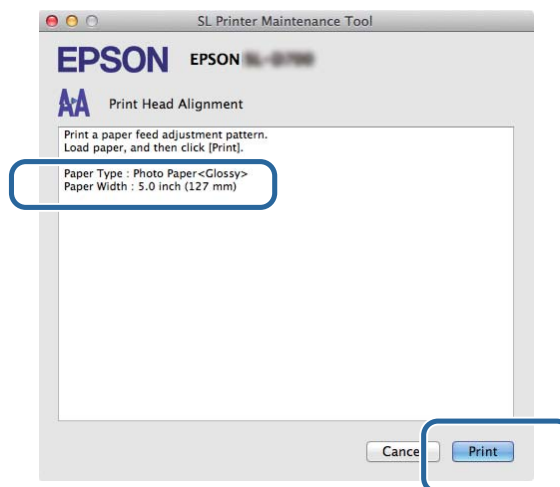 SL Printer Maintenance Tool
EPSON EPSON
Print Head Alignment
Print a paper feed adjustment pattern.
Load paper, and then click [Print].
Paper Type : Photo Paper<Glossy>
Paper Width : 5.0 inch (127 mm)
Cancel Print